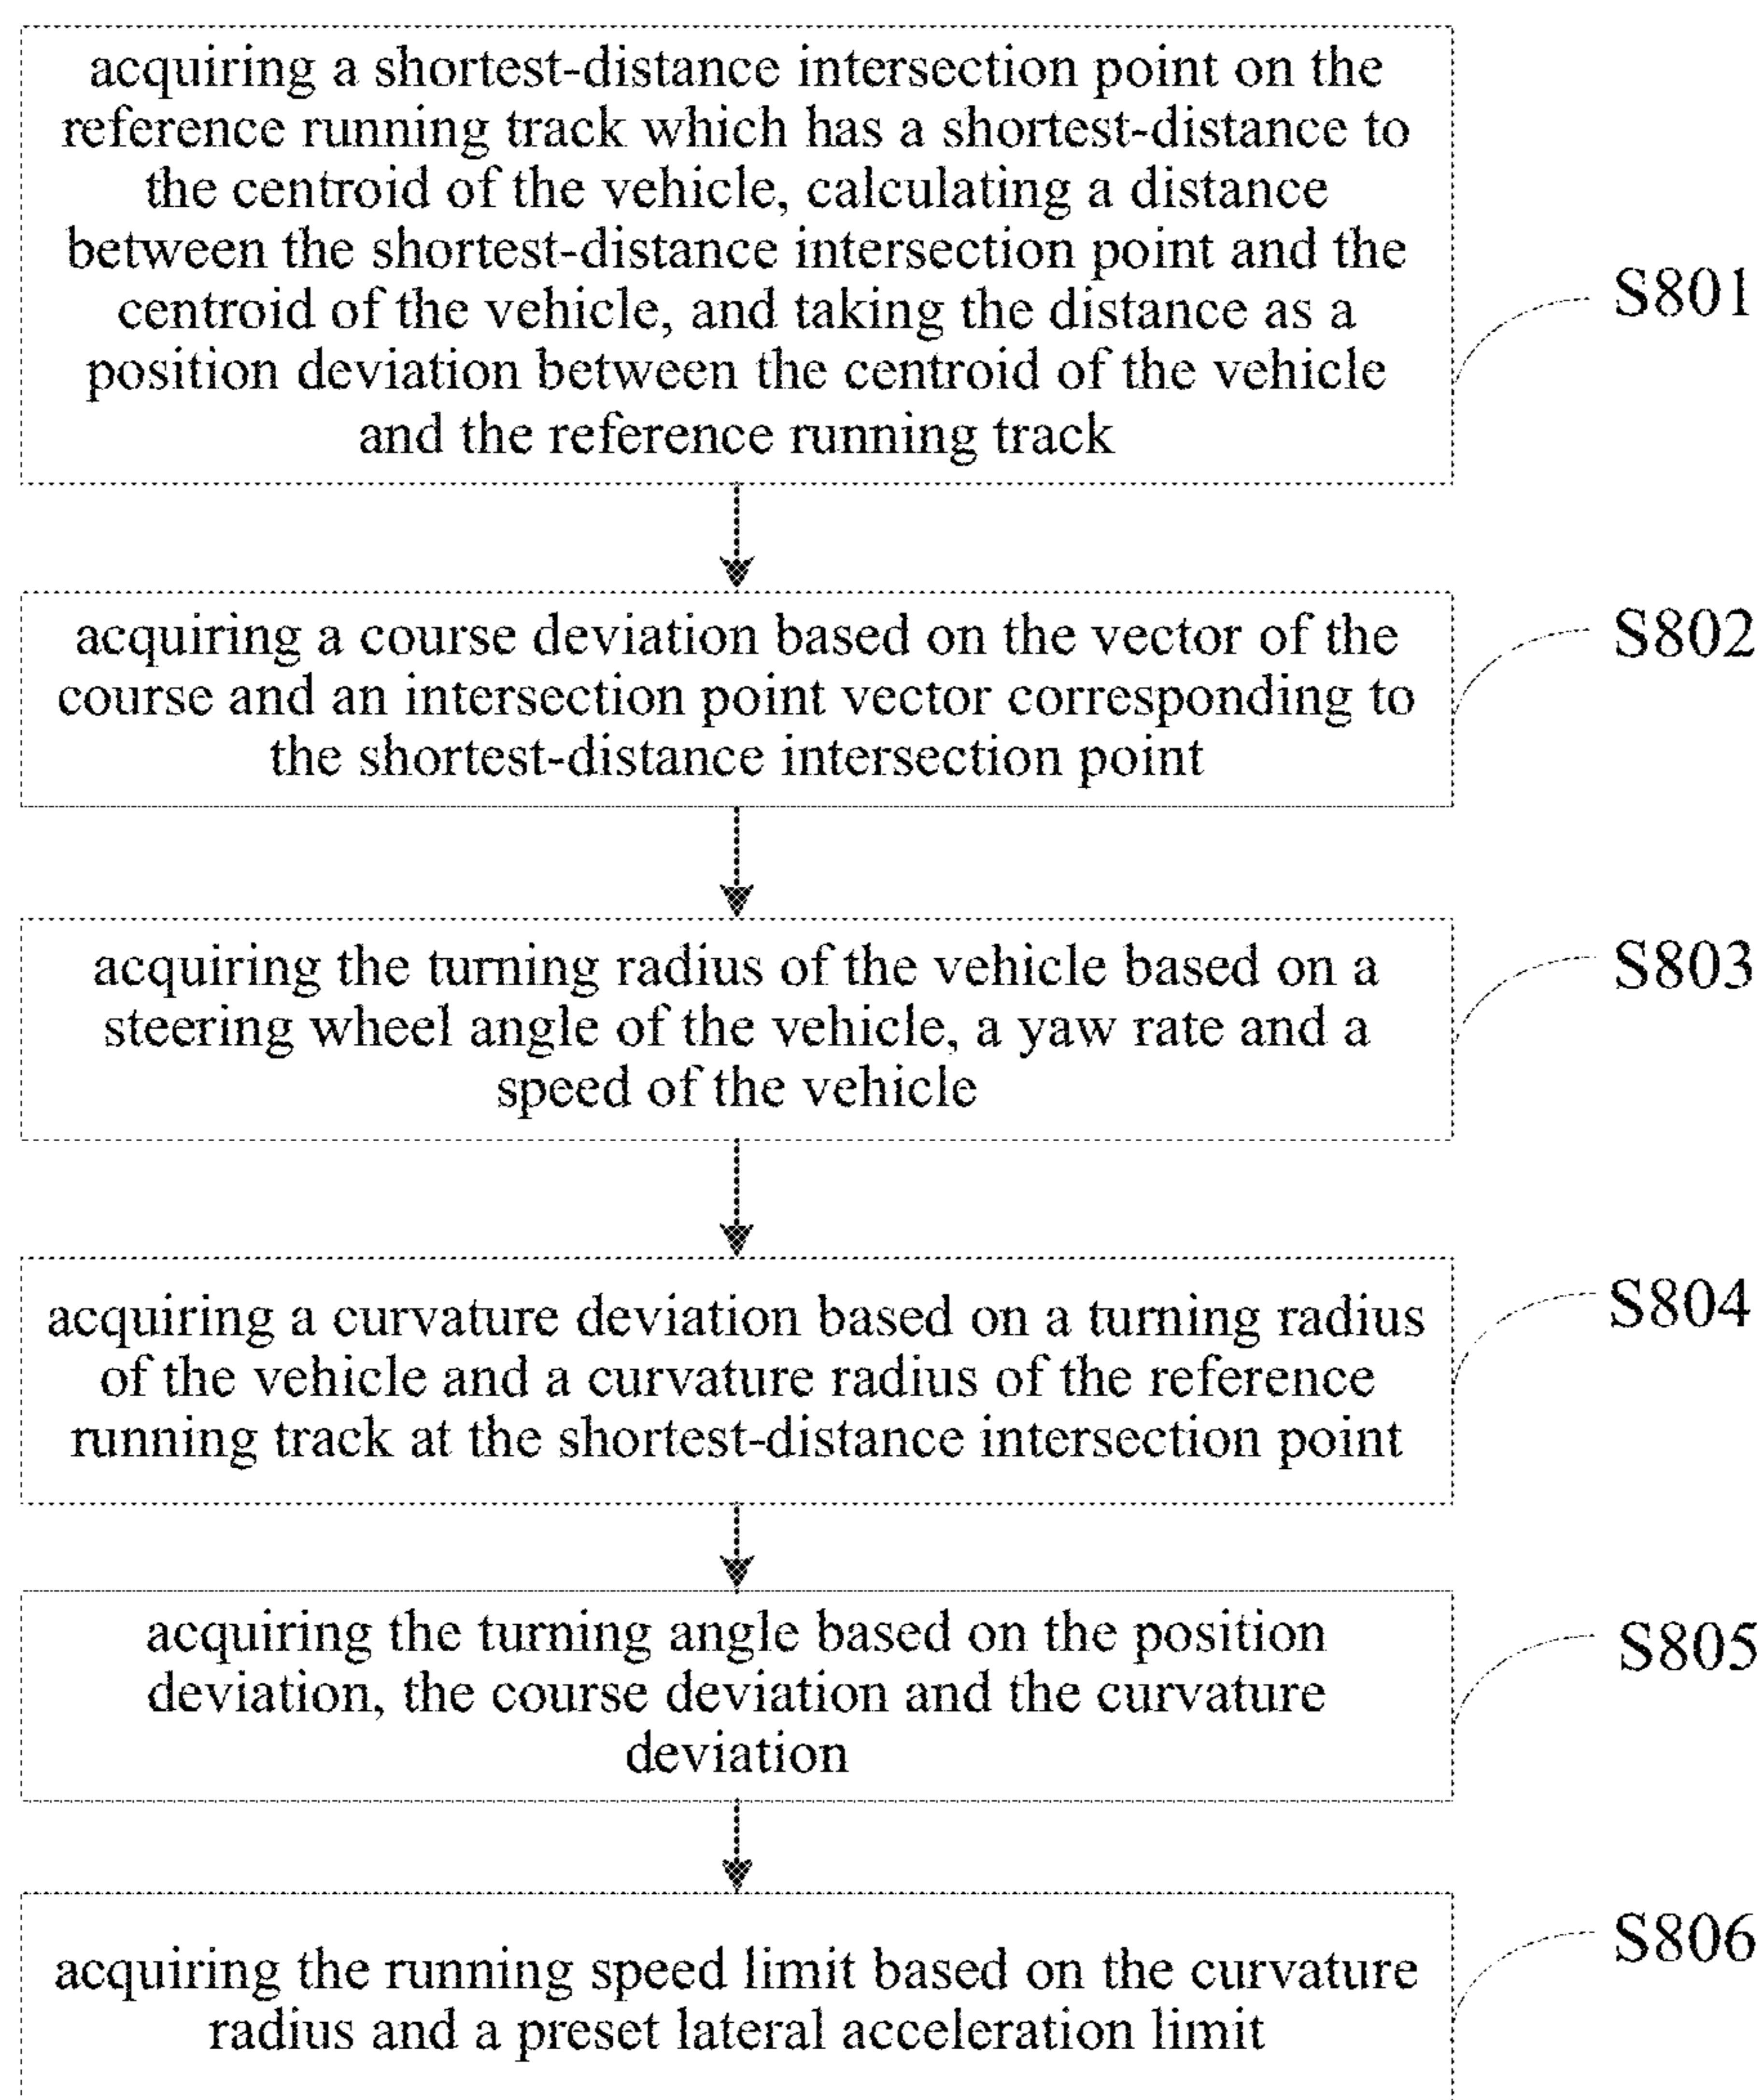 acquiring a shortest-distance intersection point on the
reference running track which has a shortest-distance to
the centroid of the vehicle, calculating a distance
between the shortest-distance intersection point and the
centroid of the vehicle, and taking the distance as a
position deviation between the centroid of the vehicle
and the reference running track
S801
acquiring a course deviation based on the vector of the
course and an intersection point vector corresponding to
the shortest-distance intersection point
S802
acquiring the turning radius of the vehicle based on a
steering wheel angle of the vehicle, a yaw rate and a
speed of the vehicle
S803
acquiring a curvature deviation based on a turning radius
of the vehicle and a curvature radius of the reference
running track at the shortest-distance intersection point
S804
acquiring the turning angle based on the position
deviation, the course deviation and the curvature
deviation
S805
acquiring the running speed limit based on the curvature
radius and a preset lateral acceleration limit
S806